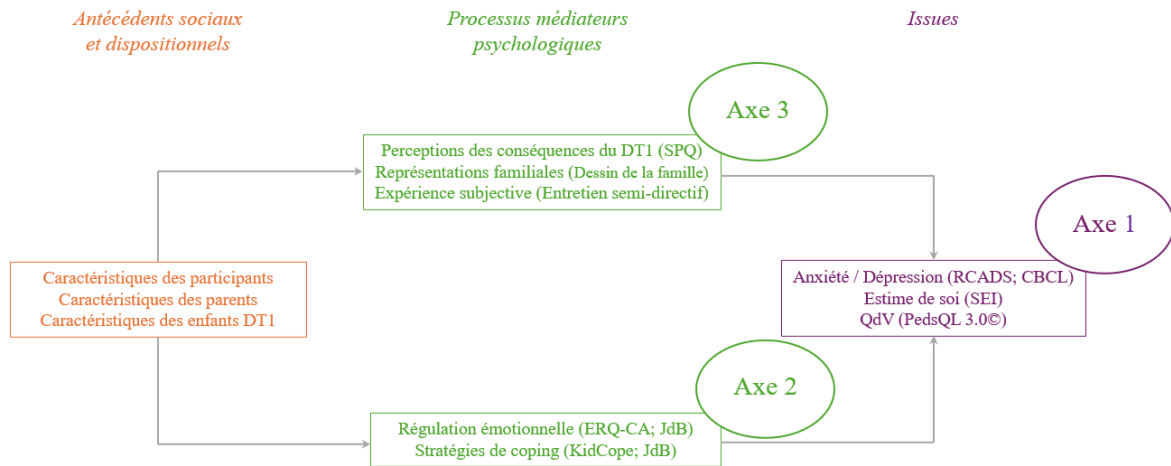 Antécédents sociaux
et dispositionnels
Processus médiateurs
psychologiques
Issues
Axe 3
Perceptions des conséquences du DT1 (SPQ)
Représentations familiales (Dessin de la famille)
Expérience subjective (Entretien semi-directif)
Axe 1
Caractéristiques des participants
Caractéristiques des parents
Caractéristiques des enfants DT1
Anxiété / Dépression (RCADS; CBCL)
Estime de soi (SEI)
QdV (PedsQL 3.0©)
Axe 2
Régulation émotionnelle (ERQ-CA; JdB)
Stratégies de coping (KidCope; JdB)